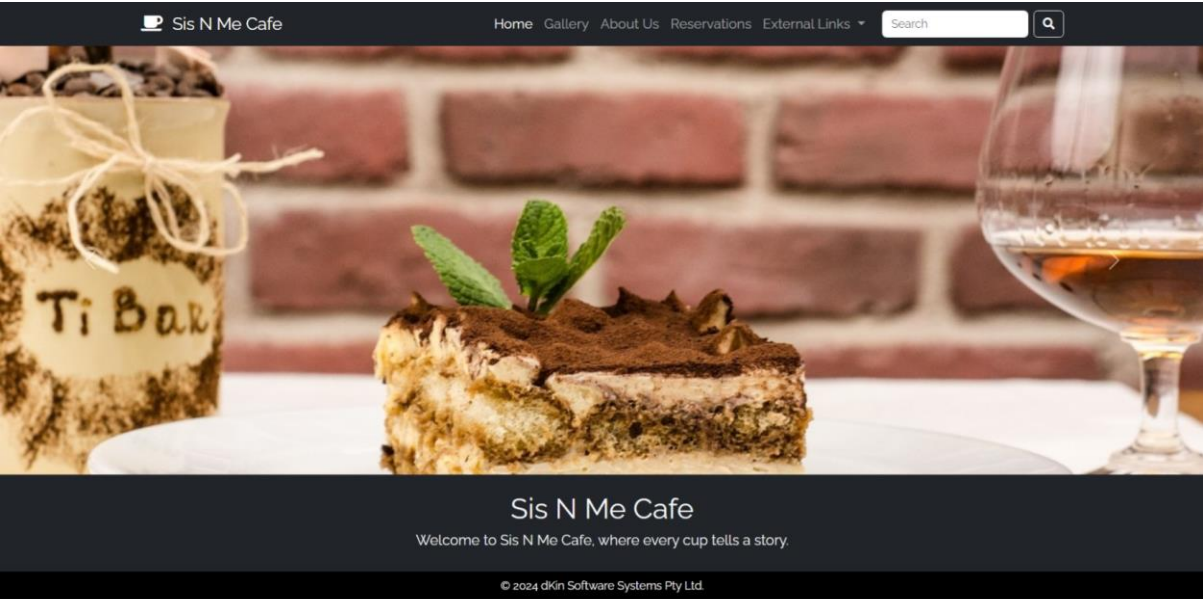 Sis N Me Cafe
Home Gallery About Us Reservations External Links
Search
Ti Bar
Sis N Me Cafe
Welcome to Sis N Me Cafe, where every cup tells a story.
© 2024 dKin Software Systems Pty Ltd.